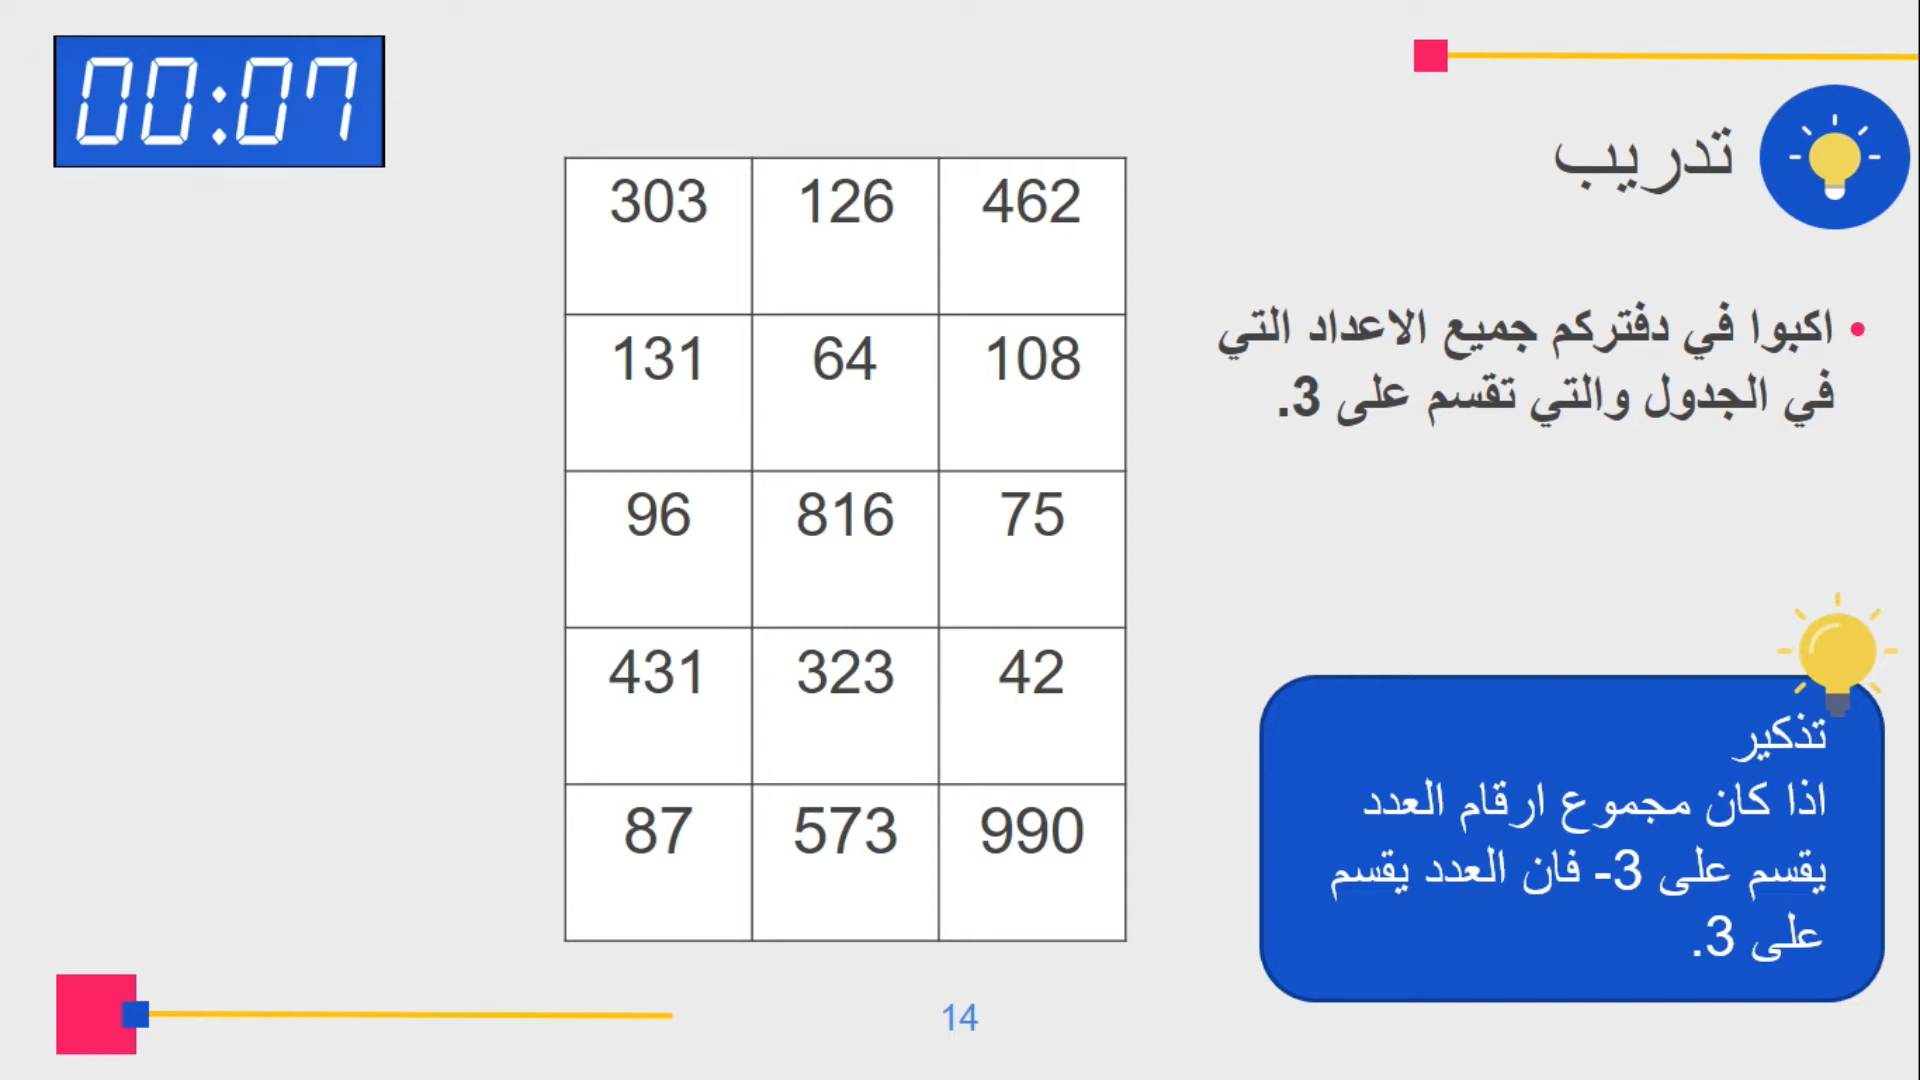 00:07
تدريب
• اكبوا في دفتركم جميع الاعداد التي
في الجدول والتي تقسم على 3.
303 126 462
131 64 108
96 816 75
431 323 42
87 573 990
تذكير
اذا كان مجموع ارقام العدد
يقسم على 3- فان العدد يقسم
على 3.
14